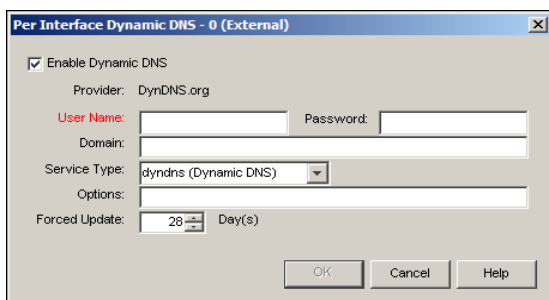 Per Interface Dynamic DNS - 0 (External)
Enable Dynamic DNS
Provider: DynDNS.org
User Name: Password:
Domain:
Service Type: dyndns (Dynamic DNS)
Options:
Forced Update: 28 Day(s)
OK Cancel Help